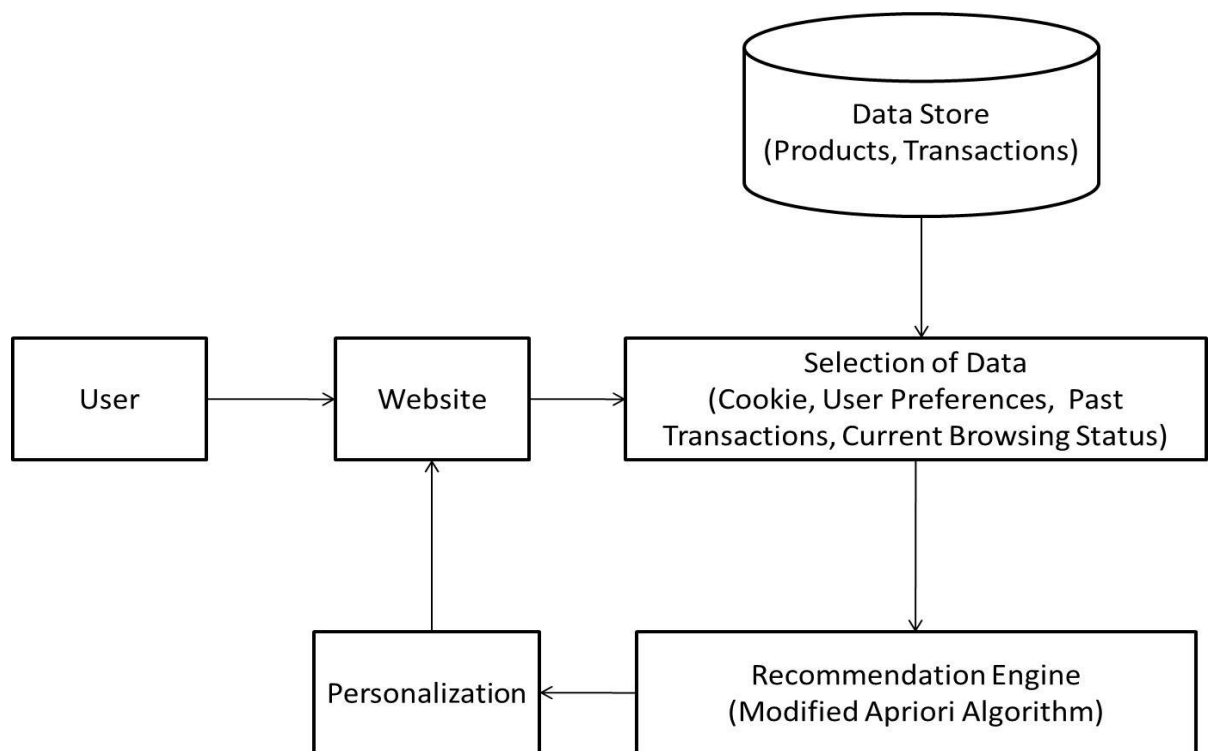 Data Store
(Products, Transactions)
User
Website
Selection of Data
(Cookie, User Preferences,  Past
Transactions, Current Browsing Status)
Personalization
Recommendation Engine
(Modified Apriori Algorithm)